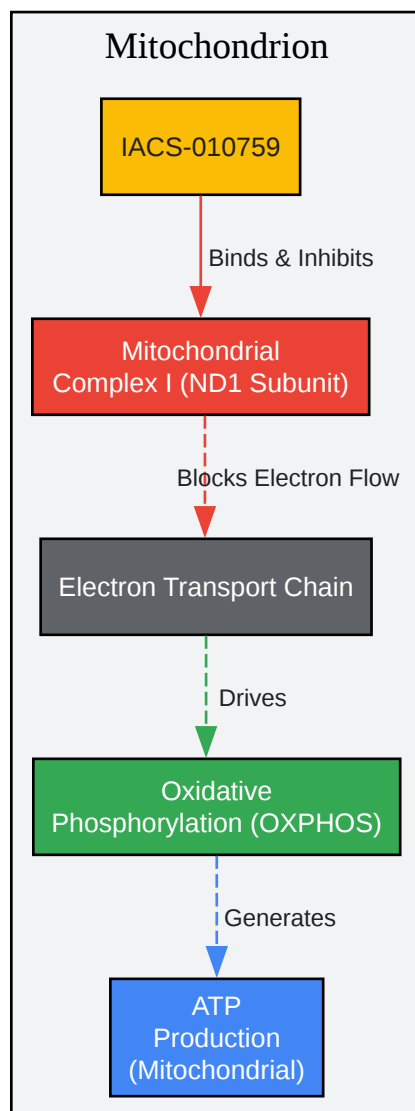 Mitochondrion
IACS-010759
Binds & Inhibits
Mitochondrial
Complex I (ND1 Subunit)
Blocks Electron Flow
Electron Transport Chain
Drives
Oxidative
Phosphorylation (OXPHOS)
Generates
ATP
Production
(Mitochondrial)